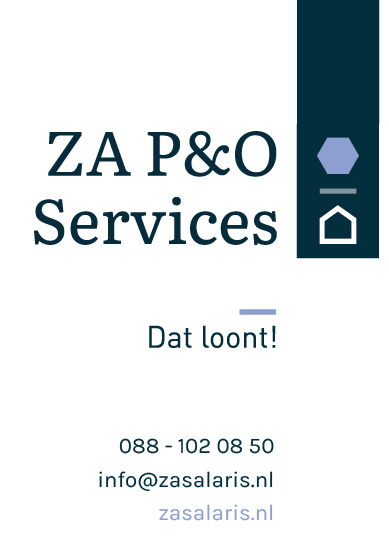 ZA P&O
Services
Dat loont!
088 - 102 08 50
info@zasalaris.nl
zasalaris.nl